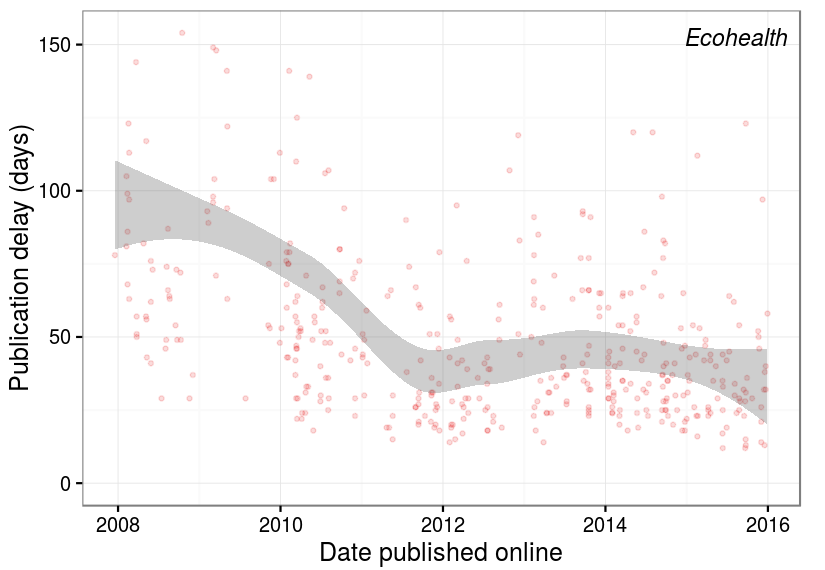 Ecohealth
Publication delay (days)
150
100
50
0
2008 2010 2012 2014 2016
Date published online